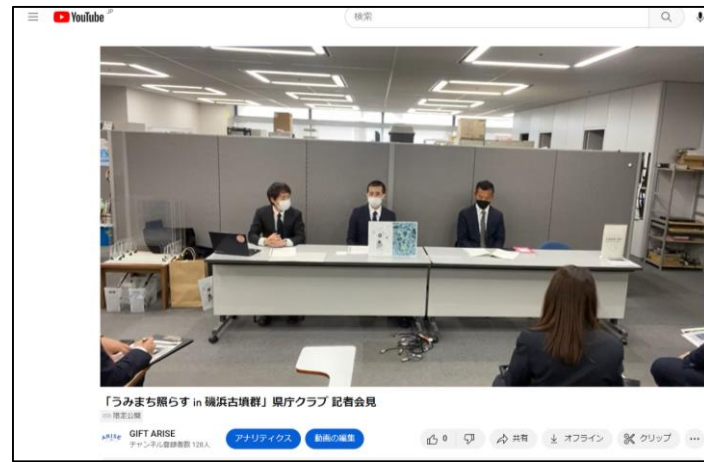 YouTube JP
検索
「うみまち照らす in 磯浜古墳群」県庁クラブ 記者会見
限定公開
GIFT ARISE
チャンネル登録者数 128人
アナリティクス
動画の編集
0
共有
オフライン
クリップ